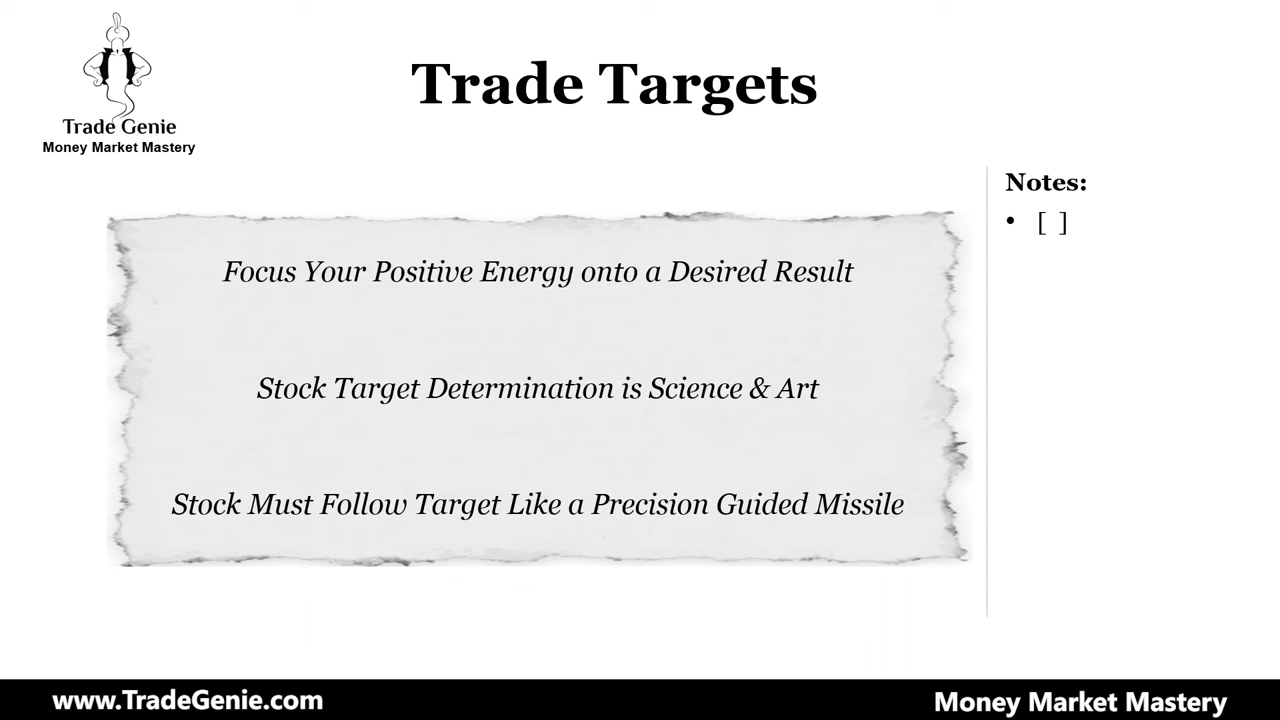 Trade Genie
Money Market Mastery
Trade Targets
Focus Your Positive Energy onto a Desired Result
Stock Target Determination is Science & Art
Stock Must Follow Target Like a Precision Guided Missile
Notes:
• [ ]
www.TradeGenie.com
Money Market Mastery